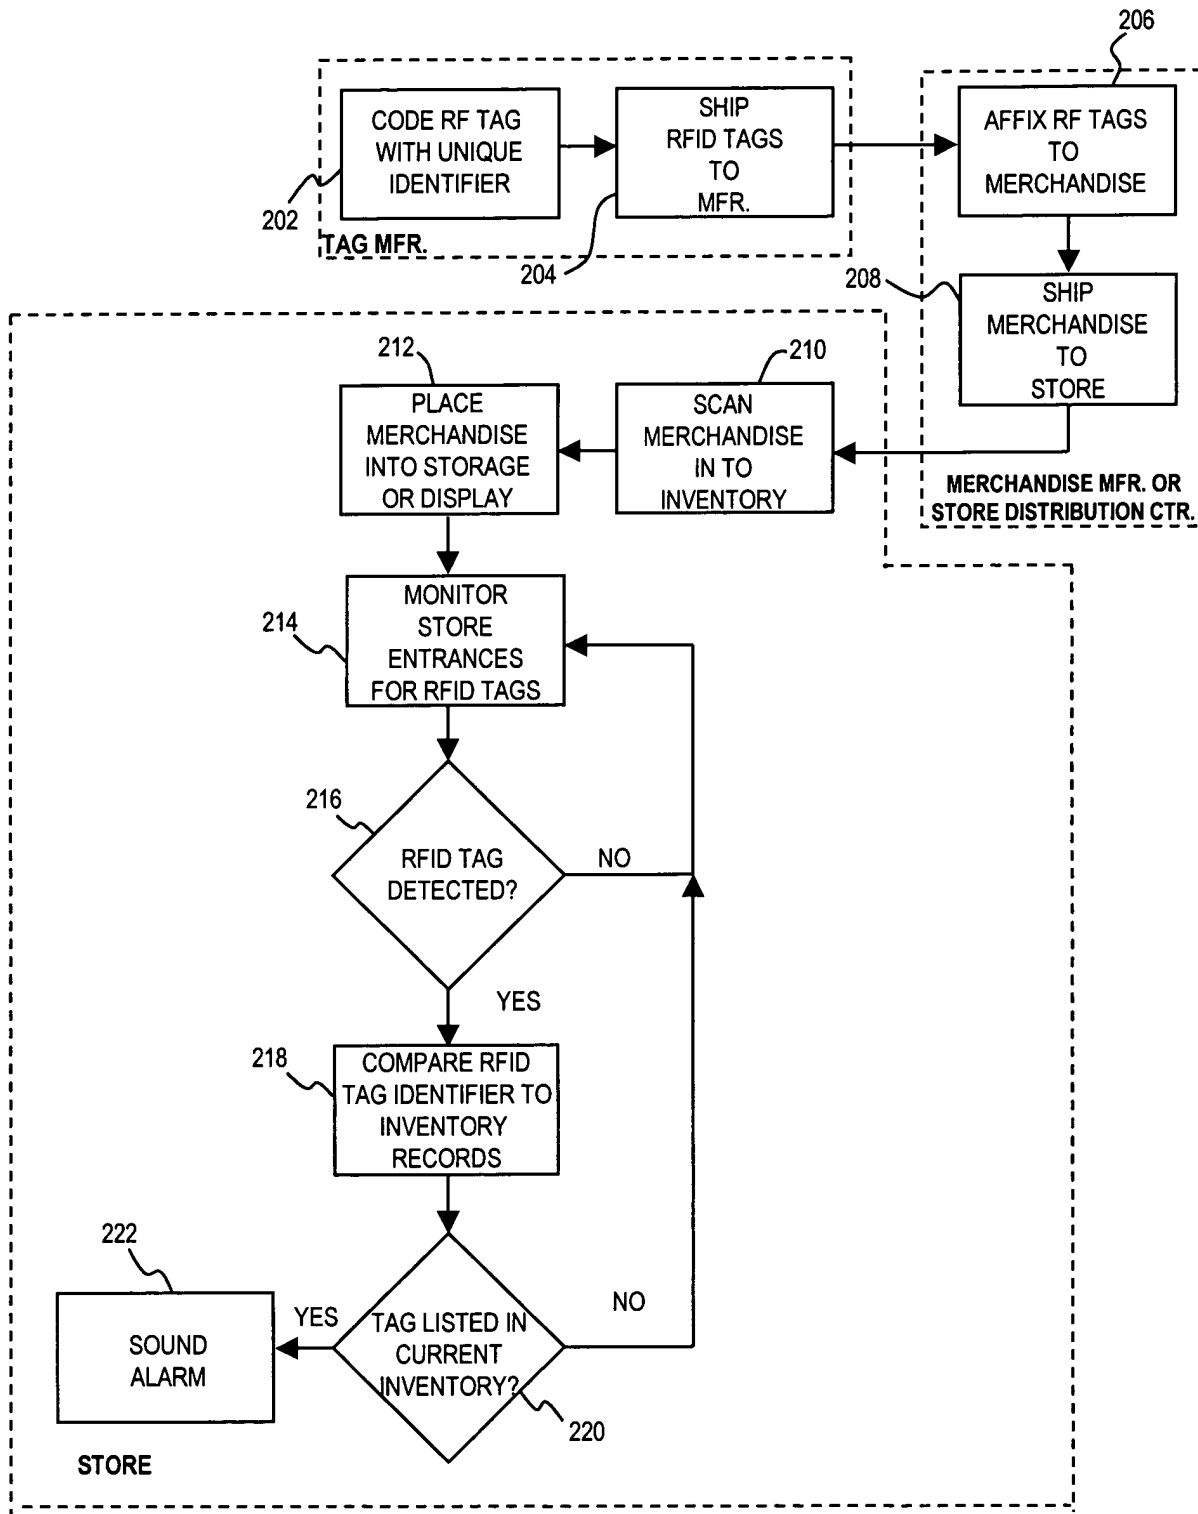 206
CODE RF TAG
WITH UNIQUE
IDENTIFIER
202
SHIP
RFID TAGS
TO
MFR.
204
TAG MFR.
AFFIX RF TAGS
TO
MERCHANDISE
208
SHIP
MERCHANDISE
TO
STORE
MERCHANDISE MFR. OR
STORE DISTRIBUTION CTR.
210
SCAN
MERCHANDISE
IN TO
INVENTORY
212
PLACE
MERCHANDISE
INTO STORAGE
OR DISPLAY
214
MONITOR
STORE
ENTRANCES
FOR RFID TAGS
216
RFID TAG
DETECTED?
NO
YES
218
COMPARE RFID
TAG IDENTIFIER TO
INVENTORY
RECORDS
TAG LISTED IN
CURRENT
INVENTORY?
220
NO
YES
222
SOUND
ALARM
STORE